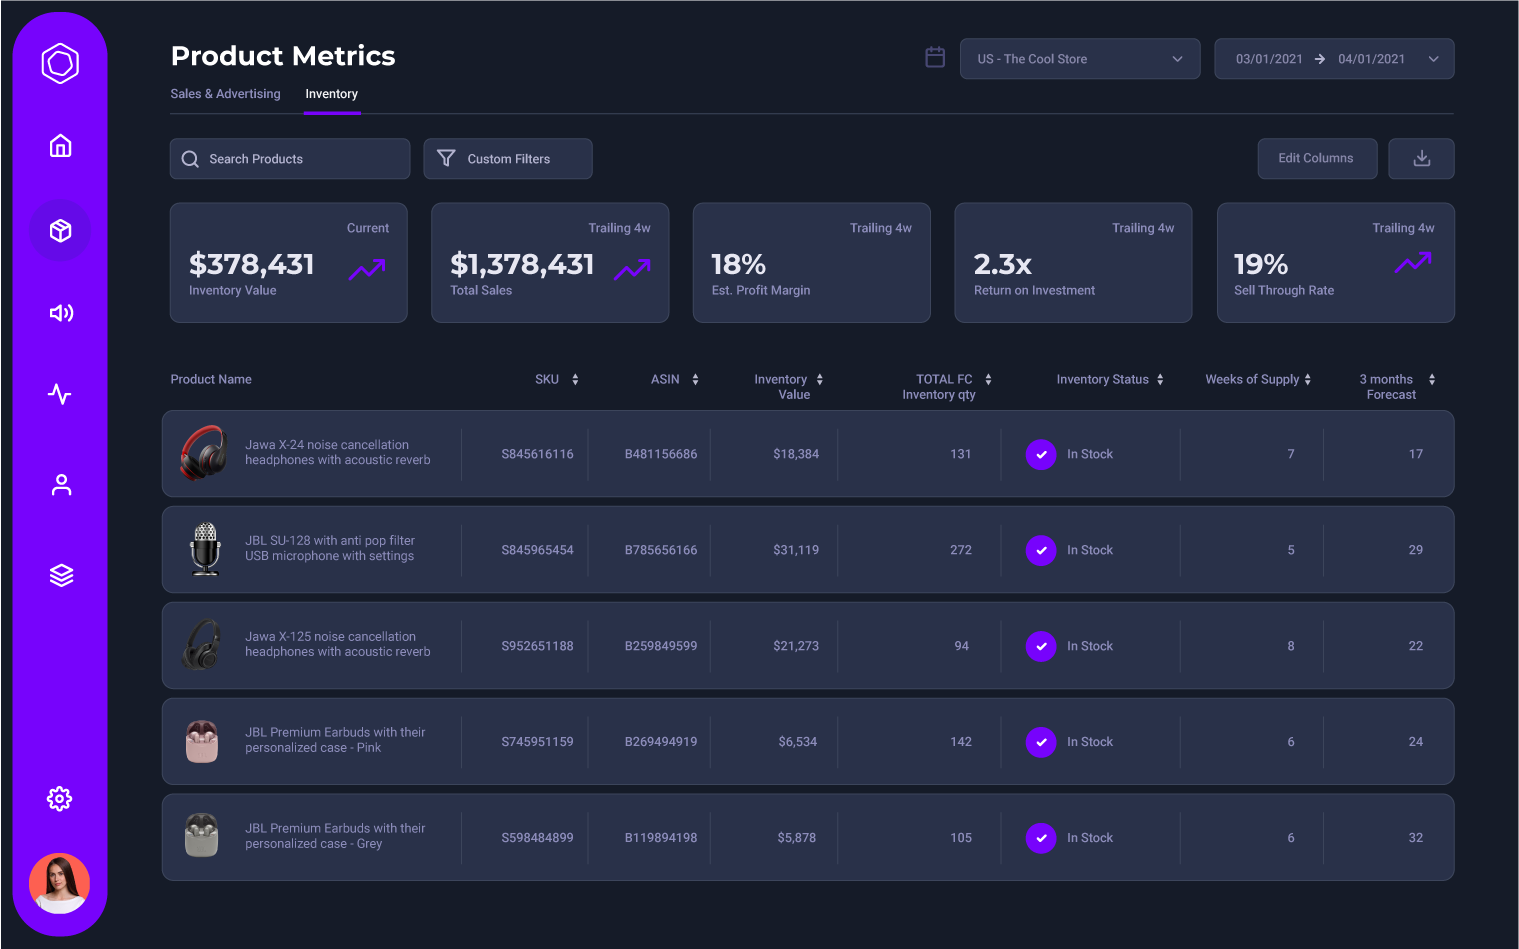 Product Metrics
US - The Cool Store
03/01/2021 → 04/01/2021
Sales & Advertising
Inventory
Search Products
Custom Filters
Edit Columns
Current
$378,431
Inventory Value
Trailing 4w
$1,378,431
Total Sales
Trailing 4w
18%
Est. Profit Margin
Trailing 4w
2.3x
Return on Investment
Trailing 4w
19%
Sell Through Rate
Product Name
SKU
ASIN
Inventory
Value
TOTAL FC
Inventory qty
Inventory Status
Weeks of Supply
3 months
Forecast
Jawa X-24 noise cancellation
headphones with acoustic reverb
S845616116
B481156686
$18,384
131
In Stock
7
17
JBL SU-128 with anti pop filter
USB microphone with settings
S845965454
B785656166
$31,119
272
In Stock
5
29
Jawa X-125 noise cancellation
headphones with acoustic reverb
S952651188
B259849599
$21,273
94
In Stock
8
22
JBL Premium Earbuds with their
personalized case - Pink
S745951159
B269494919
$6,534
142
In Stock
6
24
JBL Premium Earbuds with their
personalized case - Grey
S598484899
B119894198
$5,878
105
In Stock
6
32